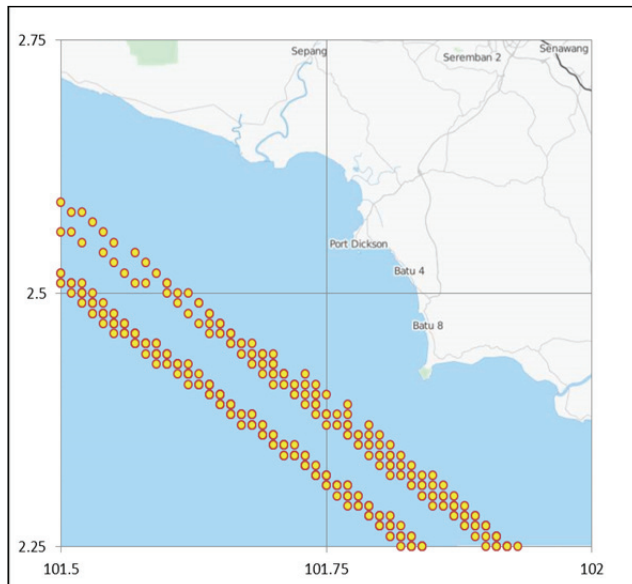 2.75
Sepang
Seremban 2
Senawang
Port Dickson
Batu 4
2.5
Batu 8
2.25
101.5
101.75
102